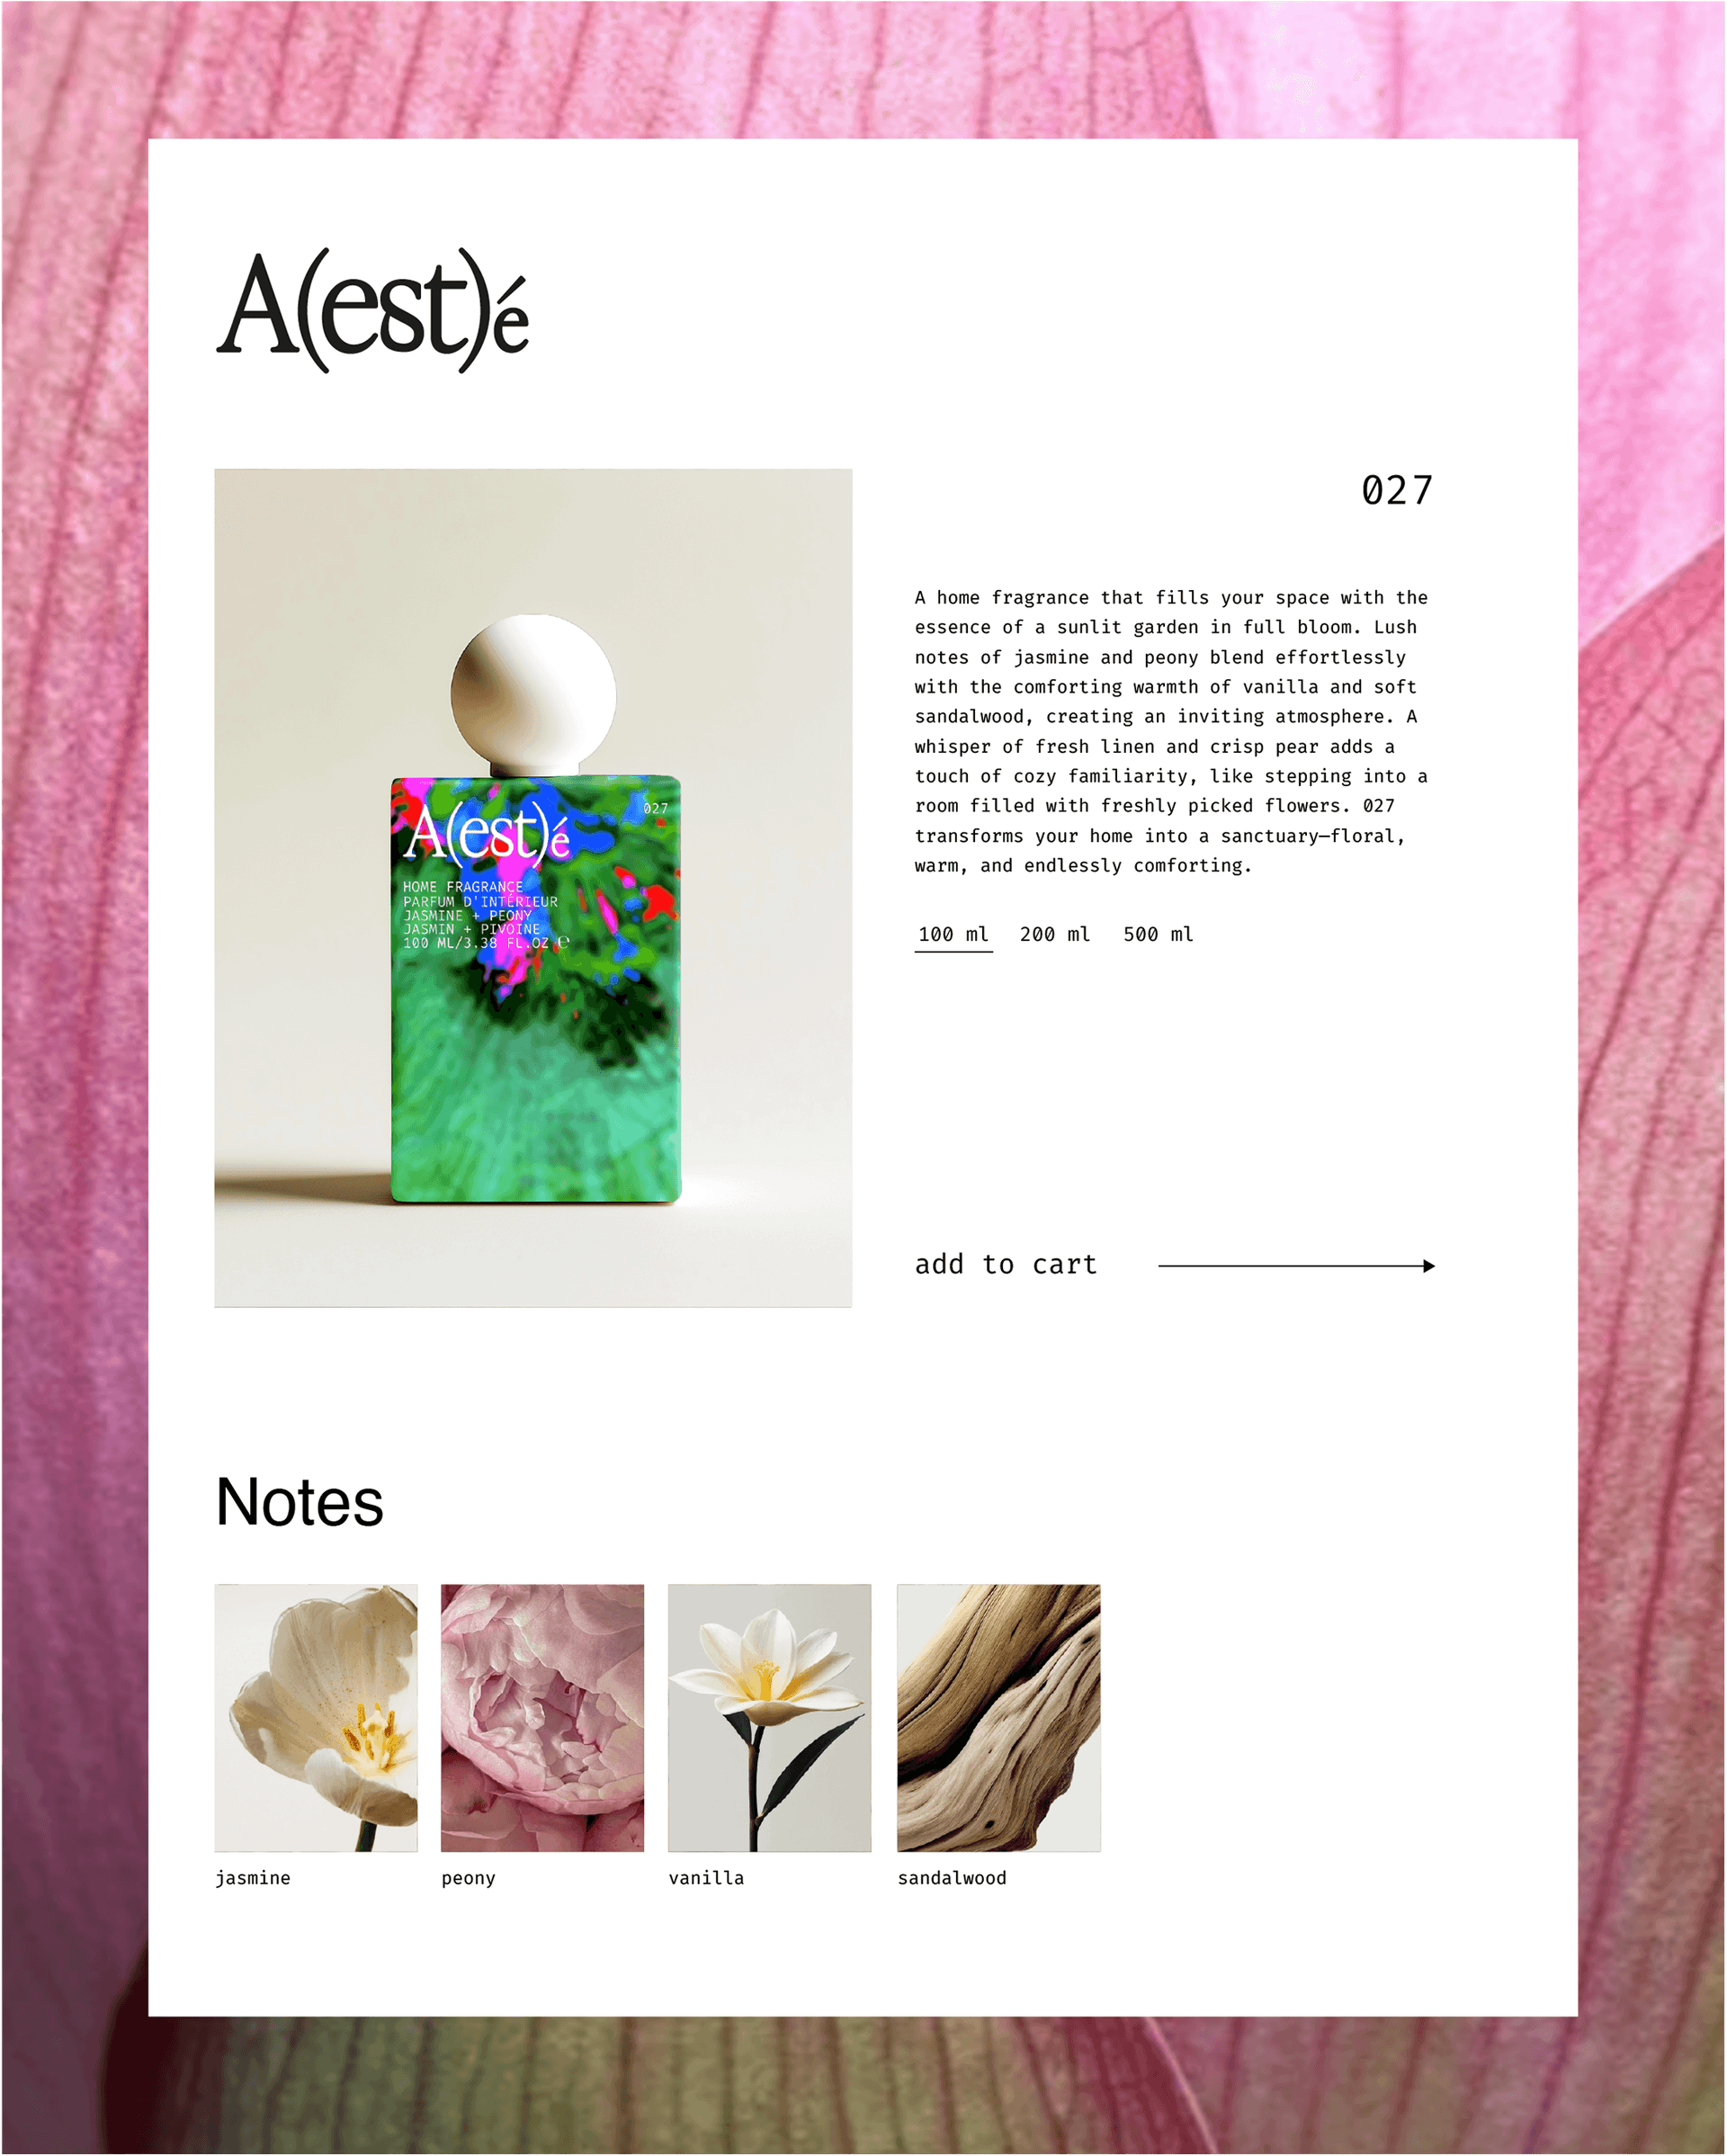 A(est)é
027
A home fragrance that fills your space with the
essence of a sunlit garden in full bloom. Lush
notes of jasmine and peony blend effortlessly
with the comforting warmth of vanilla and soft
sandalwood, creating an inviting atmosphere. A
whisper of fresh linen and crisp pear adds a
touch of cozy familiarity, like stepping into a
room filled with freshly picked flowers. 027
transforms your home into a sanctuary—floral,
warm, and endlessly comforting.
100 ml 200 ml 500 ml
add to cart
A(est)é
027
HOME FRAGRANCE
PARFUM D'INTÉRIEUR
JASMINE + PEONY
JASMIN + PIVOINE
100 ML/3.38 FL.OZ ℮
Notes
jasmine
peony
vanilla
sandalwood